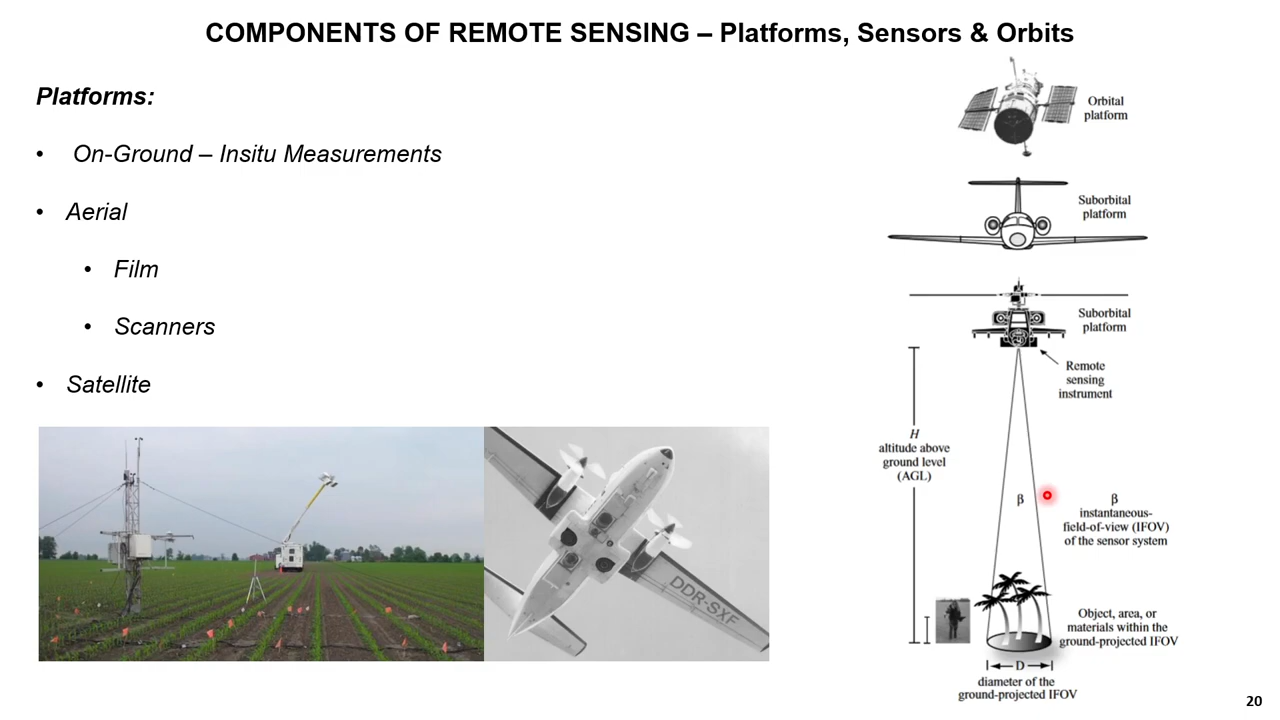 COMPONENTS OF REMOTE SENSING – Platforms, Sensors & Orbits
Platforms:
• On-Ground – Insitu Measurements
• Aerial
• Film
• Scanners
• Satellite
DDR-SXF
Orbital
platform
Suborbital
platform
Suborbital
platform
Remote
sensing
instrument
H
altitude above
ground level
(AGL)
β
β
instantaneous-
field-of-view (IFOV)
of the sensor system
Object, area, or
materials within the
ground-projected IFOV
D
diameter of the
ground-projected IFOV
20